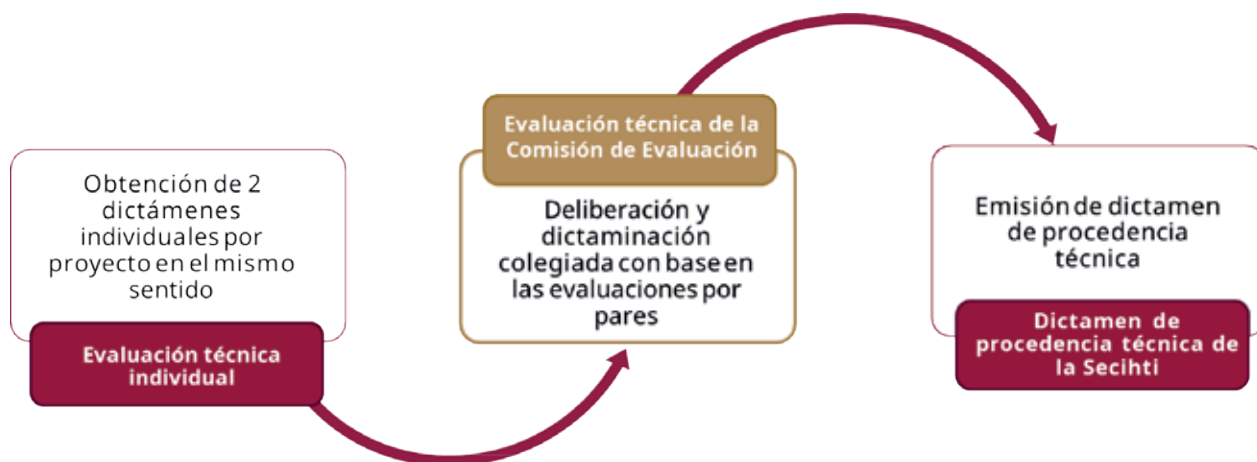 Obtención de 2
dictámenes
individuales por
proyecto en el mismo
sentido
Evaluación técnica
individual
Evaluación técnica de la
Comisión de Evaluación
Deliberación y
dictaminación
colegiada con base en
las evaluaciones por
pares
Emisión de dictamen
de procedencia
técnica
Dictamen de
procedencia técnica de
la Secihti